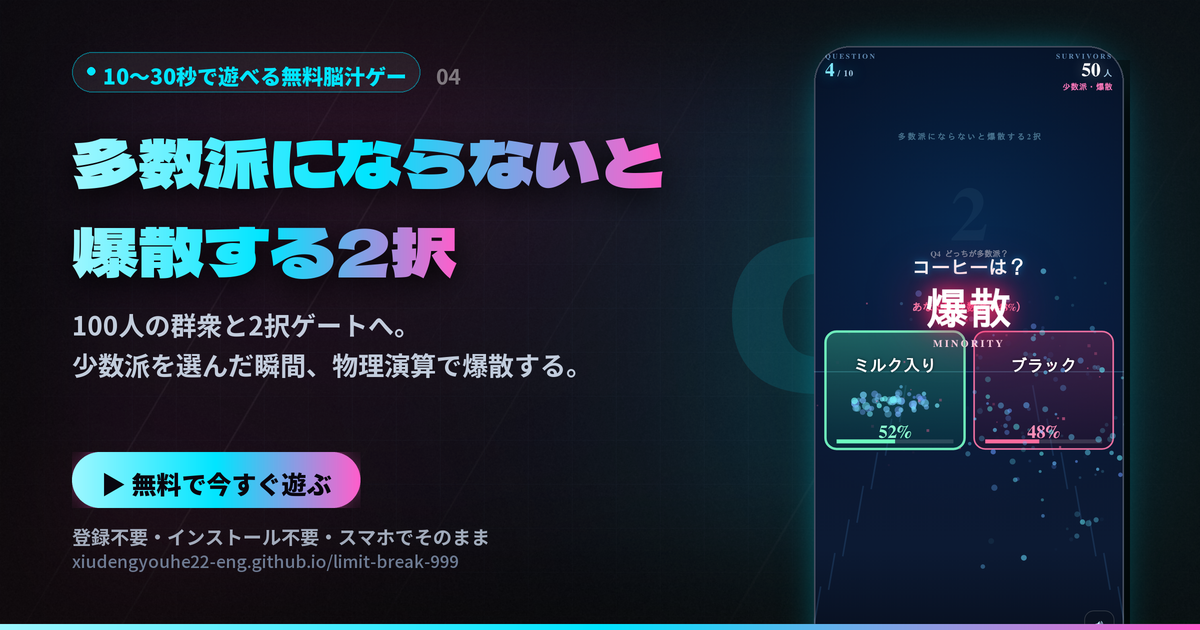 10〜30秒で遊べる無料脳汁ゲー 04
多数派にならないと
爆散する2択
100人の群衆と2択ゲートへ。
少数派を選んだ瞬間、物理演算で爆散する。
▶ 無料で今すぐ遊ぶ
登録不要・インストール不要・スマホでそのまま
xiudengyouhe22-eng.github.io/limit-break-999
QUESTION
4 / 10
SURVIVORS
50 人
少数派・爆散
多数派にならないと爆散する2択
2
Q4 どっちが多数派？
コーヒーは？
爆散
MINORITY
ミルク入り
52%
ブラック
48%